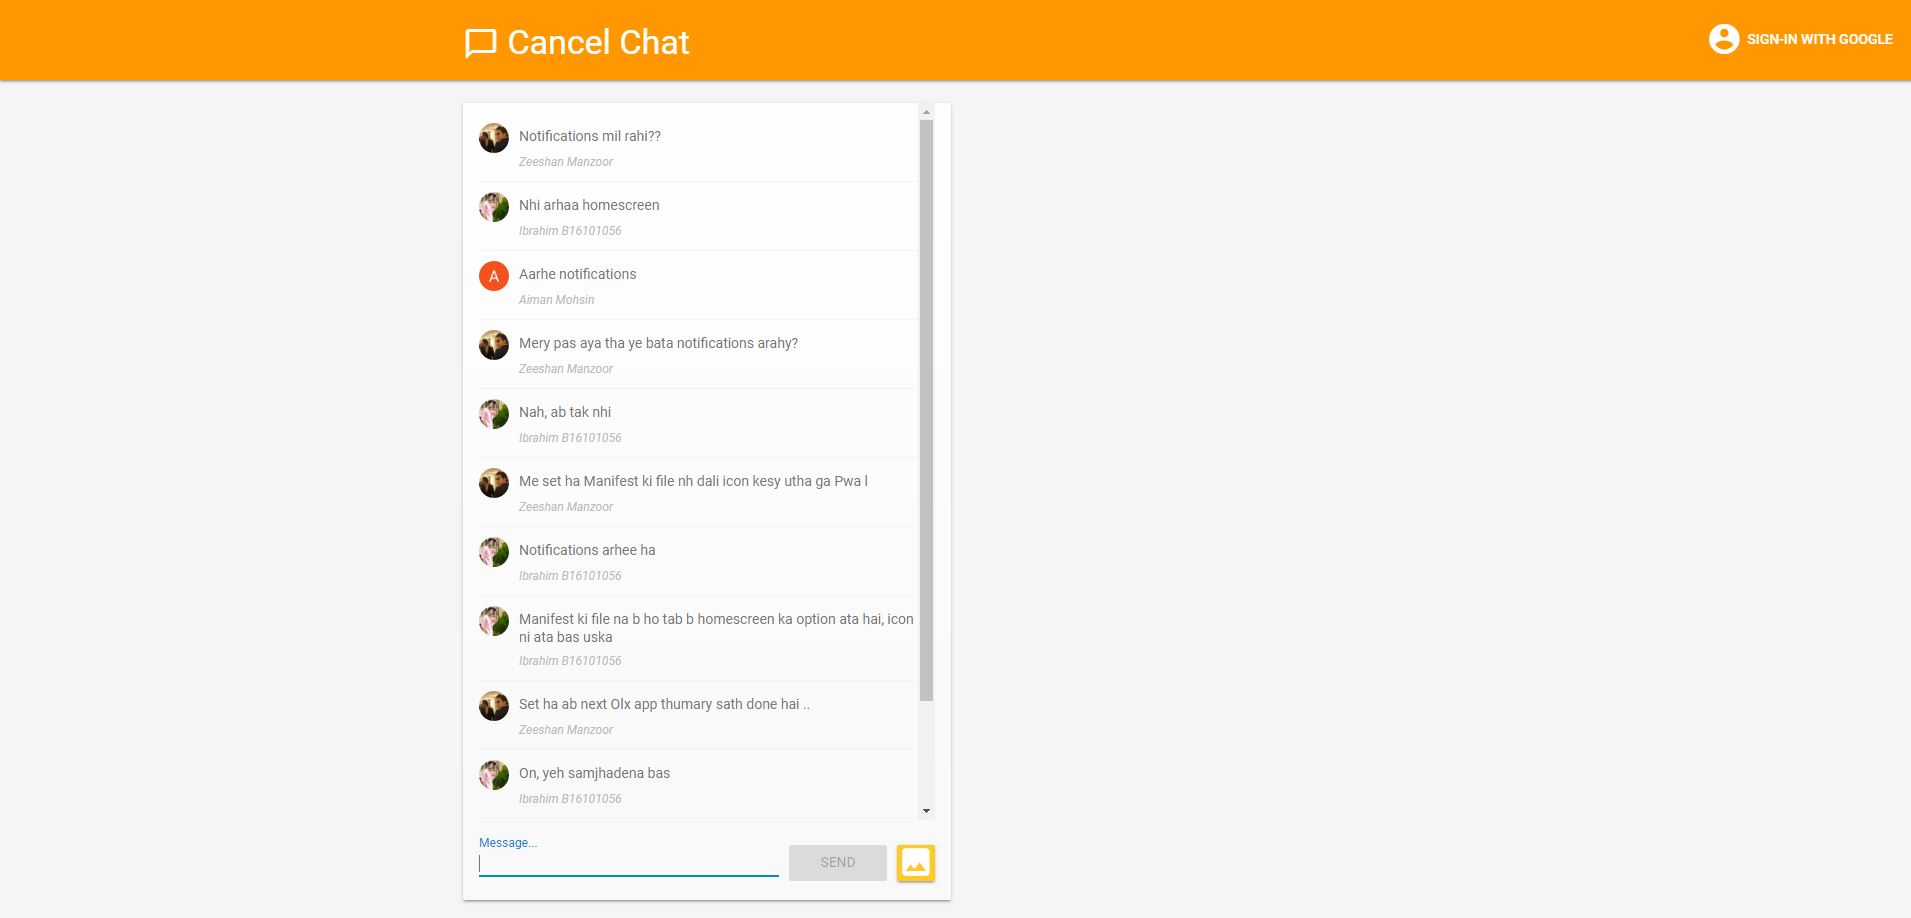 Cancel Chat
SIGN-IN WITH GOOGLE
Notifications mil rahi??
Zeeshan Manzoor
Nhi arhaa homescreen
Ibrahim B16101056
A
Aarhe notifications
Aiman Mohsin
Mery pas aya tha ye bata notifications arahy?
Zeeshan Manzoor
Nah, ab tak nhi
Ibrahim B16101056
Me set ha Manifest ki file nh dali icon kesy utha ga Pwa l
Zeeshan Manzoor
Notifications arhee ha
Ibrahim B16101056
Manifest ki file na b ho tab b homescreen ka option ata hai, icon
ni ata bas uska
Ibrahim B16101056
Set ha ab next Olx app thumary sath done hai ..
Zeeshan Manzoor
On, yeh samjhadena bas
Ibrahim B16101056
Message...
SEND